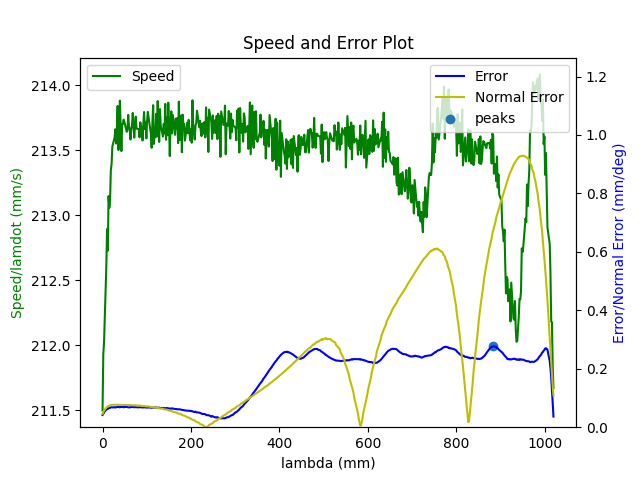 Speed and Error Plot
Speed
Error
Normal Error
peaks
214.0
213.5
213.0
212.5
212.0
211.5
Speed/lamdot (mm/s)
1.2
1.0
0.8
0.6
0.4
0.2
0.0
Error/Normal Error (mm/deg)
0
200
400
600
800
1000
lambda (mm)